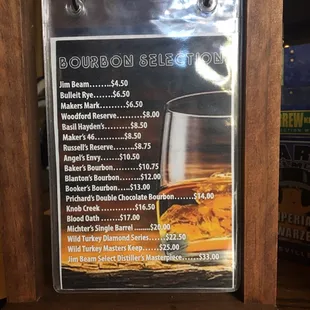 BOURBON SELECTION
Jim Beam........$4.50
Bulleit Rye........$6.50
Makers Mark........$6.50
Woodford Reserve........$8.00
Basil Hayden's........$8.50
Maker's 46........$8.50
Russell's Reserve........$8.75
Angel's Envy........$10.50
Baker's Bourbon........$10.75
Blanton's Bourbon........$12.00
Booker's Bourbon.....$13.00
Prichard's Double Chocolate Bourbon.......$14.00
Knob Creek ...........$16.50
Blood Oath.......$17.00
Michter's Single Barrel .......$20.00
Wild Turkey Diamond Series......$22.50
Wild Turkey Masters Keep......$25.00
Jim Beam Select Distiller's Masterpiece......$33.00